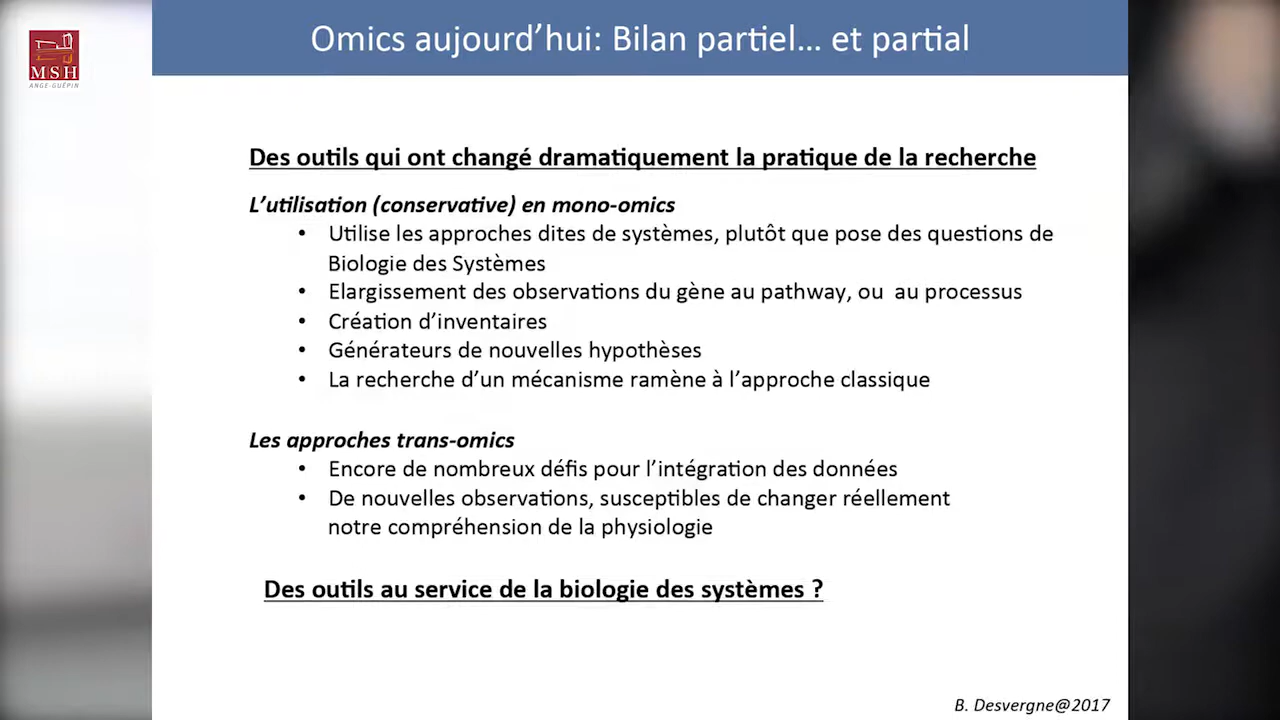 Omics aujourd’hui: Bilan partiel... et partial
MSH
ANGE-GUÉPIN
Des outils qui ont changé dramatiquement la pratique de la recherche
L’utilisation (conservative) en mono-omics
• Utilise les approches dites de systèmes, plutôt que pose des questions de
Biologie des Systèmes
• Elargissement des observations du gène au pathway, ou au processus
• Création d’inventaires
• Générateurs de nouvelles hypothèses
• La recherche d’un mécanisme ramène à l’approche classique
Les approches trans-omics
• Encore de nombreux défis pour l’intégration des données
• De nouvelles observations, susceptibles de changer réellement
notre compréhension de la physiologie
Des outils au service de la biologie des systèmes ?
B. Desvergne@2017